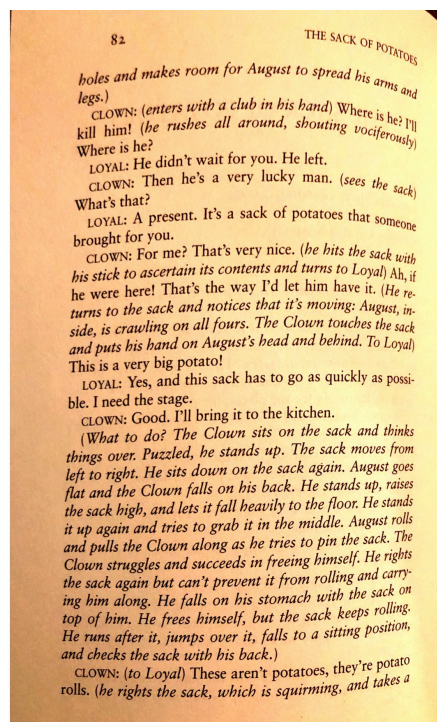 82
THE SACK OF POTATOES
holes and makes room for August to spread his arms and
legs.)
CLOWN: (enters with a club in his hand) Where is he? I'll
kill him! (he rushes all around, shouting vociferously)
Where is he?
LOYAL: He didn't wait for you. He left.
CLOWN: Then he's a very lucky man. (sees the sack)
What's that?
LOYAL: A present. It's a sack of potatoes that someone
brought for you.
CLOWN: For me? That's very nice. (he hits the sack with
his stick to ascertain its contents and turns to Loyal) Ah, if
he were here! That's the way I'd let him have it. (He re-
turns to the sack and notices that it's moving: August, in-
side, is crawling on all fours. The Clown touches the sack
and puts his hand on August's head and behind. To Loyal)
This is a very big potato!
LOYAL: Yes, and this sack has to go as quickly as possi-
ble. I need the stage.
CLOWN: Good. I'll bring it to the kitchen.
(What to do? The Clown sits on the sack and thinks
things over. Puzzled, he stands up. The sack moves from
left to right. He sits down on the sack again. August goes
flat and the Clown falls on his back. He stands up, raises
the sack high, and lets it fall heavily to the floor. He stands
it up again and tries to grab it in the middle. August rolls
and pulls the Clown along as he tries to pin the sack. The
Clown struggles and succeeds in freeing himself. He rights
the sack again but can't prevent it from rolling and carry-
ing him along. He falls on his stomach with the sack on
top of him. He frees himself, but the sack keeps rolling.
He runs after it, jumps over it, falls to a sitting position,
and checks the sack with his back.)
CLOWN: (to Loyal) These aren't potatoes, they're potato
rolls. (he rights the sack, which is squirming, and takes a